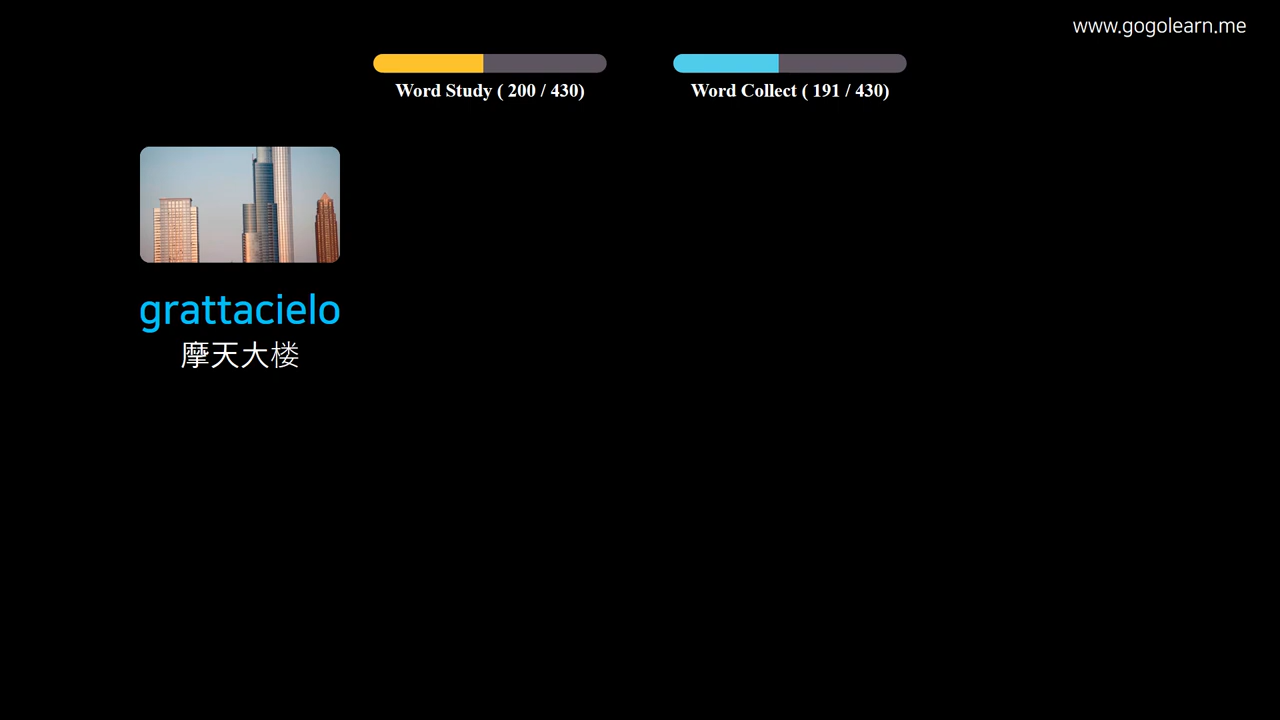 www.gogolearn.me
Word Study ( 200 / 430)
Word Collect ( 191 / 430)
grattacielo
摩天大楼